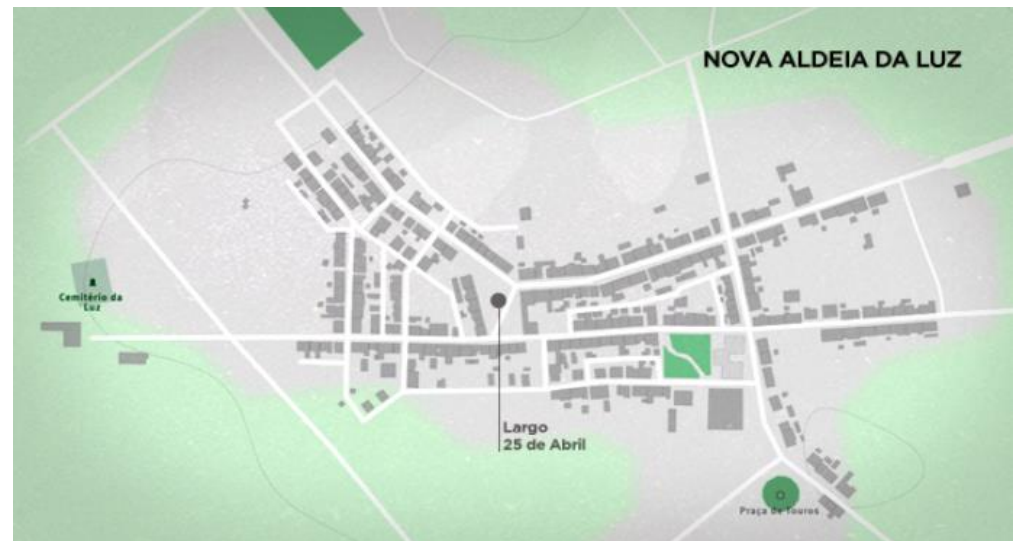 NOVA ALDEIA DA LUZ
Cemitério da
Luz
Largo
25 de Abril
Praça de Touros